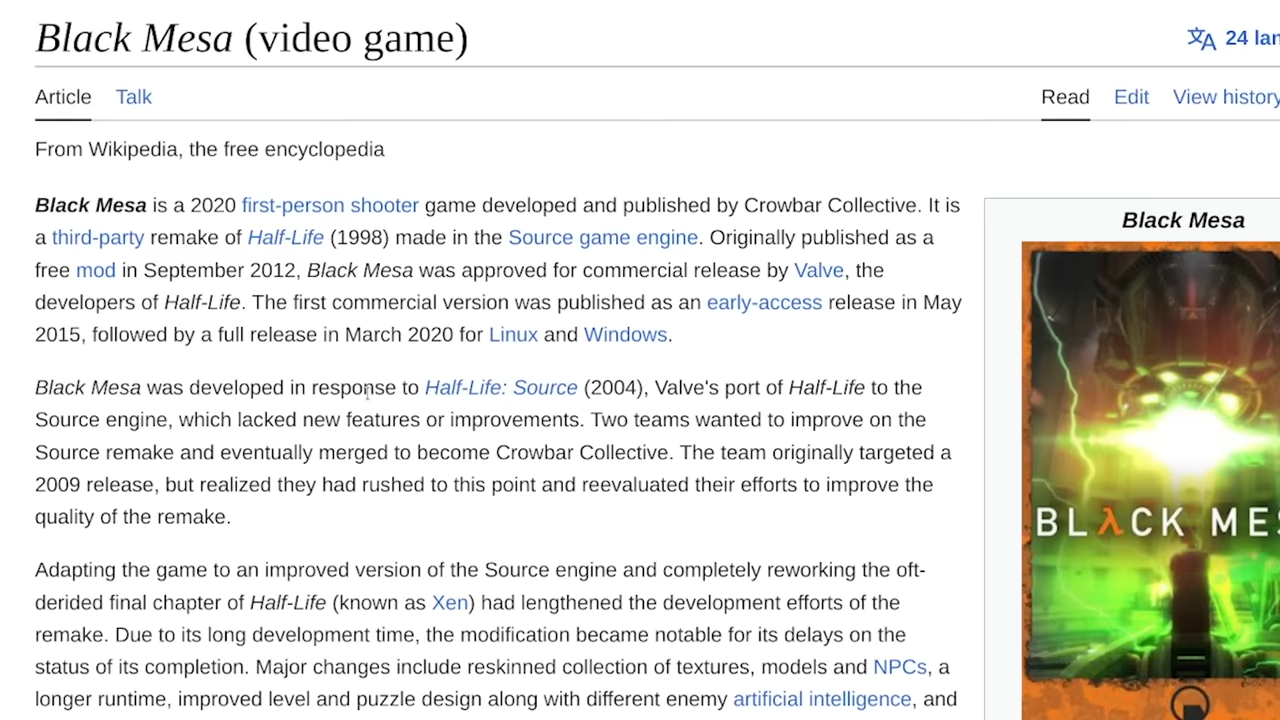 Black Mesa (video game)
24 lan
Article Talk
Read Edit View history
From Wikipedia, the free encyclopedia
Black Mesa is a 2020 first-person shooter game developed and published by Crowbar Collective. It is
a third-party remake of Half-Life (1998) made in the Source game engine. Originally published as a
free mod in September 2012, Black Mesa was approved for commercial release by Valve, the
developers of Half-Life. The first commercial version was published as an early-access release in May
2015, followed by a full release in March 2020 for Linux and Windows.
Black Mesa was developed in response to Half-Life: Source (2004), Valve's port of Half-Life to the
Source engine, which lacked new features or improvements. Two teams wanted to improve on the
Source remake and eventually merged to become Crowbar Collective. The team originally targeted a
2009 release, but realized they had rushed to this point and reevaluated their efforts to improve the
quality of the remake.
Adapting the game to an improved version of the Source engine and completely reworking the oft-
derided final chapter of Half-Life (known as Xen) had lengthened the development efforts of the
remake. Due to its long development time, the modification became notable for its delays on the
status of its completion. Major changes include reskinned collection of textures, models and NPCs, a
longer runtime, improved level and puzzle design along with different enemy artificial intelligence, and
Black Mesa
BLλCK MES